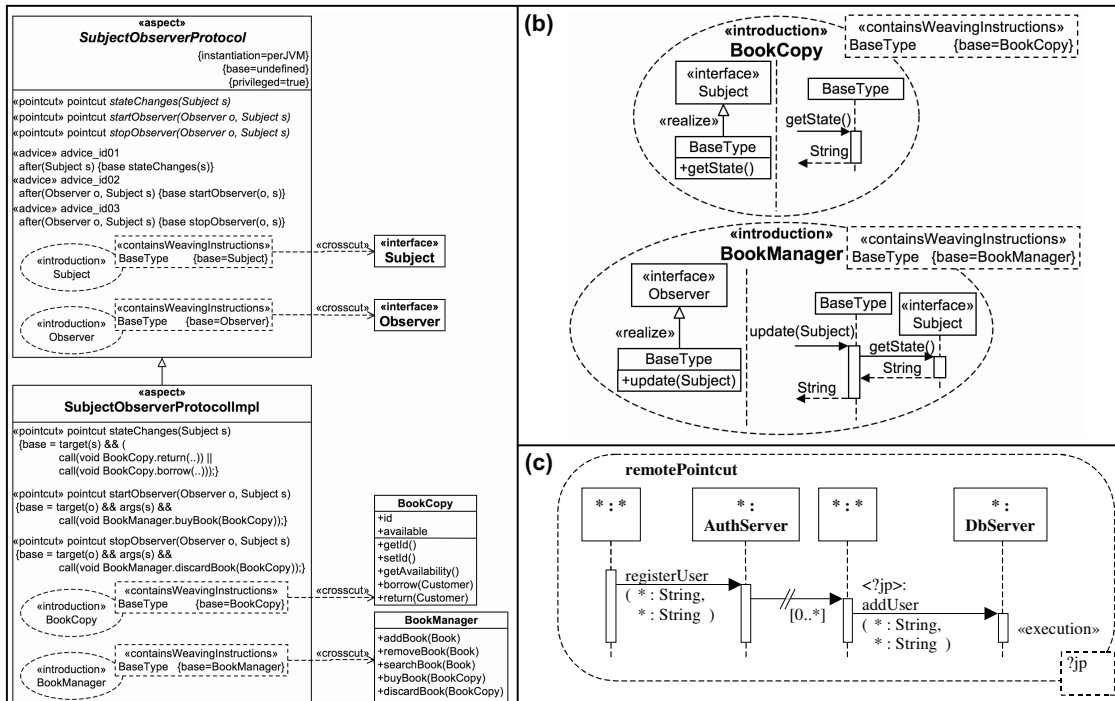 «aspect»
SubjectObserverProtocol
{instantiation=perJVM}
{base=undefined}
{privileged=true}
«pointcut» pointcut stateChanges(Subject s)
«pointcut» pointcut startObserver(Observer o, Subject s)
«pointcut» pointcut stopObserver(Observer o, Subject s)
«advice» advice_id01
after(Subject s) {base stateChanges(s)}
«advice» advice_id02
after(Observer o, Subject s) {base startObserver(o, s)}
«advice» advice_id03
after(Observer o, Subject s) {base stopObserver(o, s)}
«introduction»
Subject
«containsWeavingInstructions»
BaseType {base=Subject}
«crosscut»
«interface»
Subject
«introduction»
Observer
«containsWeavingInstructions»
BaseType {base=Observer}
«crosscut»
«interface»
Observer
«aspect»
SubjectObserverProtocolImpl
«pointcut» pointcut stateChanges(Subject s)
{base = target(s) && (
call(void BookCopy.return(..)) ||
call(void BookCopy.borrow(..)));}
«pointcut» pointcut startObserver(Observer o, Subject s)
{base = target(o) && args(s) &&
call(void BookManager.buyBook(BookCopy));}
«pointcut» pointcut stopObserver(Observer o, Subject s)
{base = target(o) && args(s) &&
call(void BookManager.discardBook(BookCopy));}
«introduction»
BookCopy
«containsWeavingInstructions»
BaseType {base=BookCopy}
«crosscut»
BookCopy
+id
+available
+getId()
+setId()
+getAvailability()
+borrow(Customer)
+return(Customer)
«introduction»
BookManager
«containsWeavingInstructions»
BaseType {base=BookManager}
«crosscut»
BookManager
+addBook(Book)
+removeBook(Book)
+searchBook(Book)
+buyBook(BookCopy)
+discardBook(BookCopy)
(b)
«introduction»
BookCopy
«containsWeavingInstructions»
BaseType {base=BookCopy}
«interface»
Subject
«realize»
BaseType
+getState()
BaseType
getState()
String
«introduction»
BookManager
«containsWeavingInstructions»
BaseType {base=BookManager}
«interface»
Observer
«realize»
BaseType
+update(Subject)
BaseType
«interface»
Subject
update(Subject)
getState()
String
String
(c)
remotePointcut
* : *
* :
AuthServer
* : *
* :
DbServer
registerUser
( * : String,
* : String )
[0..*]
<?jp>:
addUser
( * : String,
* : String )
«execution»
?jp